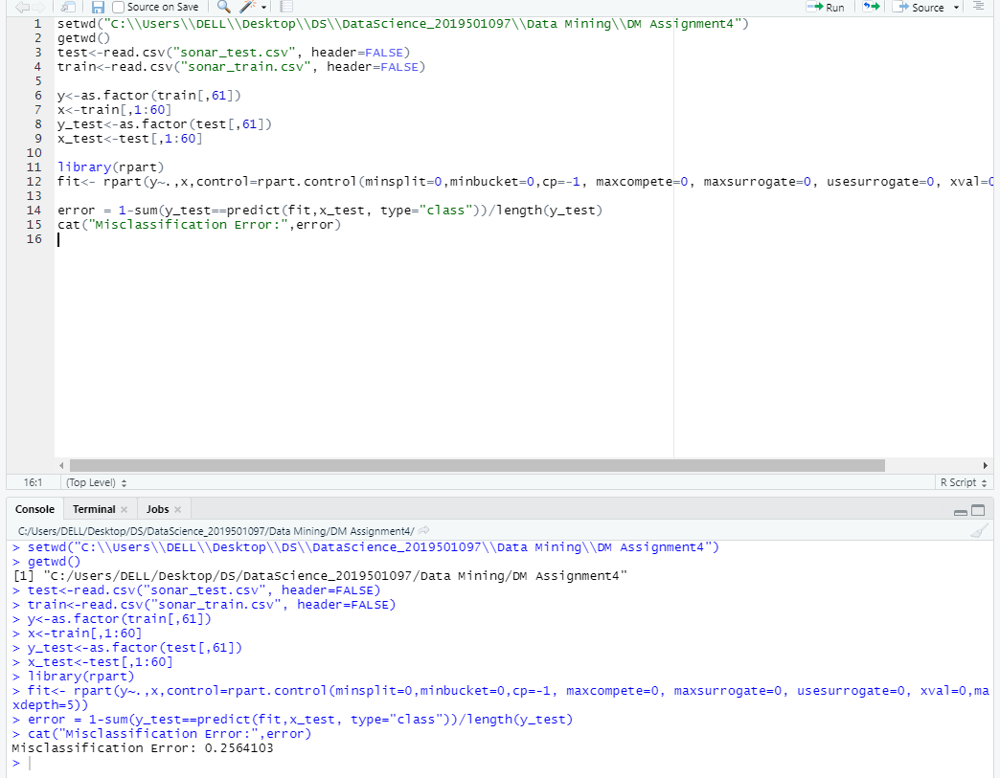 Source on Save Run Source
1 setwd("C:\\Users\\DELL\\Desktop\\DS\\DataScience_2019501097\\Data Mining\\DM Assignment4")
2 getwd()
3 test<-read.csv("sonar_test.csv", header=FALSE)
4 train<-read.csv("sonar_train.csv", header=FALSE)
5
6 y<-as.factor(train[,61])
7 x<-train[,1:60]
8 y_test<-as.factor(test[,61])
9 x_test<-test[,1:60]
10
11 library(rpart)
12 fit<- rpart(y~.,x,control=rpart.control(minsplit=0,minbucket=0,cp=-1, maxcompete=0, maxsurrogate=0, usesurrogate=0, xval=0
13
14 error = 1-sum(y_test==predict(fit,x_test, type="class"))/length(y_test)
15 cat("Misclassification Error:",error)
16
16:1 (Top Level) R Script
Console Terminal Jobs
C:/Users/DELL/Desktop/DS/DataScience_2019501097/Data Mining/DM Assignment4/
> setwd("C:\\Users\\DELL\\Desktop\\DS\\DataScience_2019501097\\Data Mining\\DM Assignment4")
> getwd()
[1] "C:/Users/DELL/Desktop/DS/DataScience_2019501097/Data Mining/DM Assignment4"
> test<-read.csv("sonar_test.csv", header=FALSE)
> train<-read.csv("sonar_train.csv", header=FALSE)
> y<-as.factor(train[,61])
> x<-train[,1:60]
> y_test<-as.factor(test[,61])
> x_test<-test[,1:60]
> library(rpart)
> fit<- rpart(y~.,x,control=rpart.control(minsplit=0,minbucket=0,cp=-1, maxcompete=0, maxsurrogate=0, usesurrogate=0, xval=0,ma
xdepth=5))
> error = 1-sum(y_test==predict(fit,x_test, type="class"))/length(y_test)
> cat("Misclassification Error:",error)
Misclassification Error: 0.2564103
>